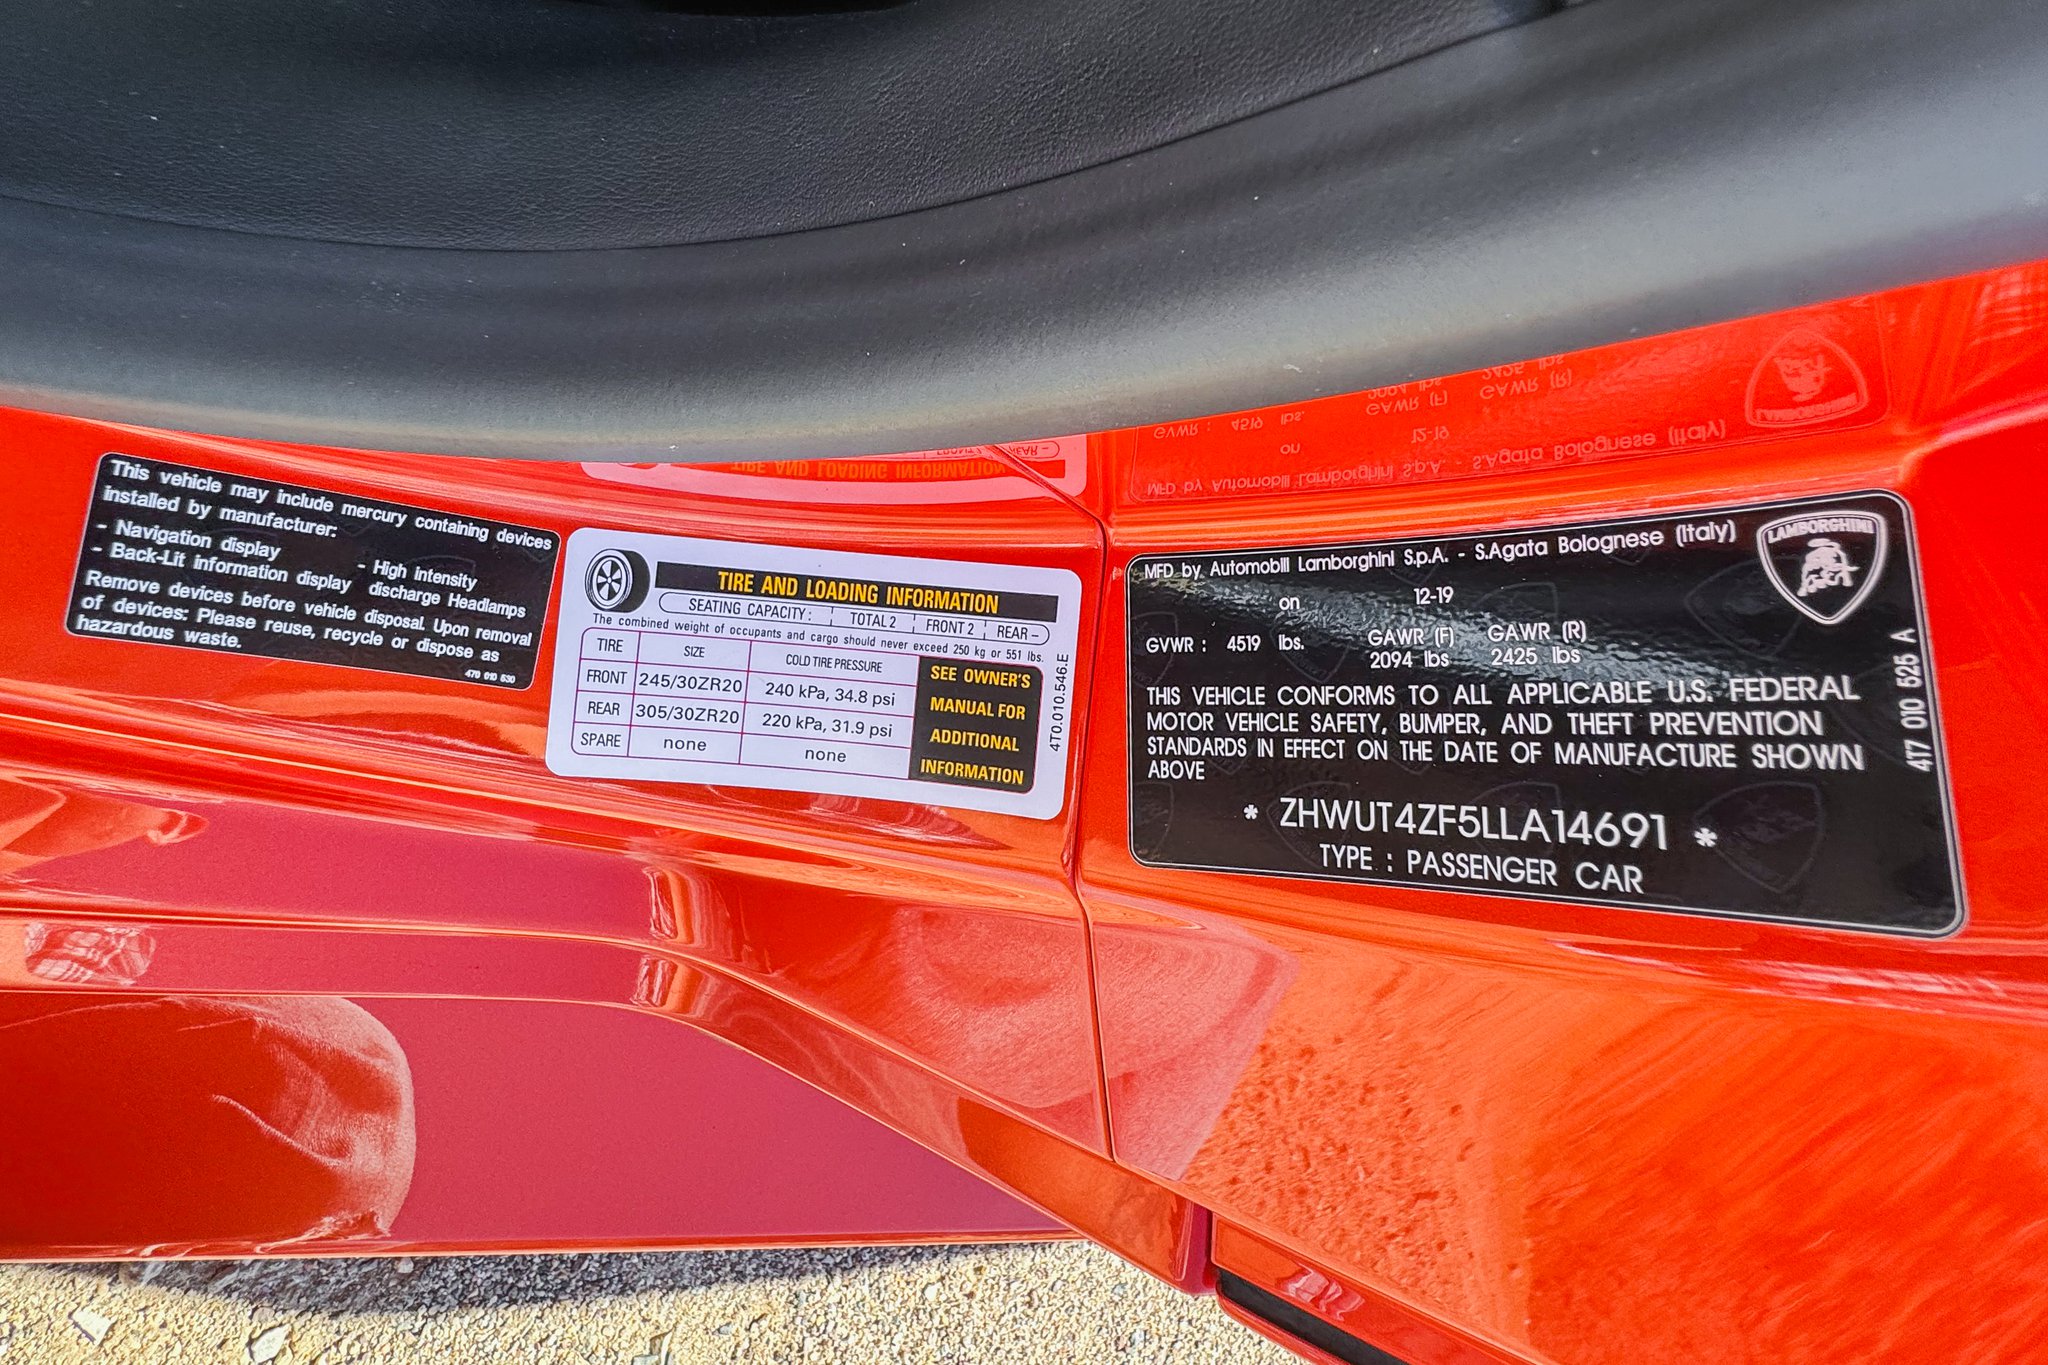 This vehicle may include mercury containing devices
installed by manufacturer:
- Navigation display
- Back-Lit information display
- High intensity
discharge Headlamps
Remove devices before vehicle disposal. Upon removal
of devices: Please reuse, recycle or dispose as
hazardous waste.
470 010 530
TIRE AND LOADING INFORMATION
SEATING CAPACITY : TOTAL 2 FRONT 2 REAR -
The combined weight of occupants and cargo should never exceed 250 kg or 551 lbs.
TIRE SIZE COLD TIRE PRESSURE
FRONT 245/30ZR20 240 kPa, 34.8 psi
REAR 305/30ZR20 220 kPa, 31.9 psi
SPARE none none
SEE OWNER'S
MANUAL FOR
ADDITIONAL
INFORMATION
4T0.010.546.E
MFD by Automobili Lamborghini S.p.A. - S.Agata Bolognese (Italy)
on 12-19
GVWR : 4519 lbs. GAWR (F) GAWR (R)
2094 lbs 2425 lbs
THIS VEHICLE CONFORMS TO ALL APPLICABLE U.S. FEDERAL
MOTOR VEHICLE SAFETY, BUMPER, AND THEFT PREVENTION
STANDARDS IN EFFECT ON THE DATE OF MANUFACTURE SHOWN
ABOVE
* ZHWUT4ZF5LLA14691 *
TYPE : PASSENGER CAR
LAMBORGHINI
417 010 525 A